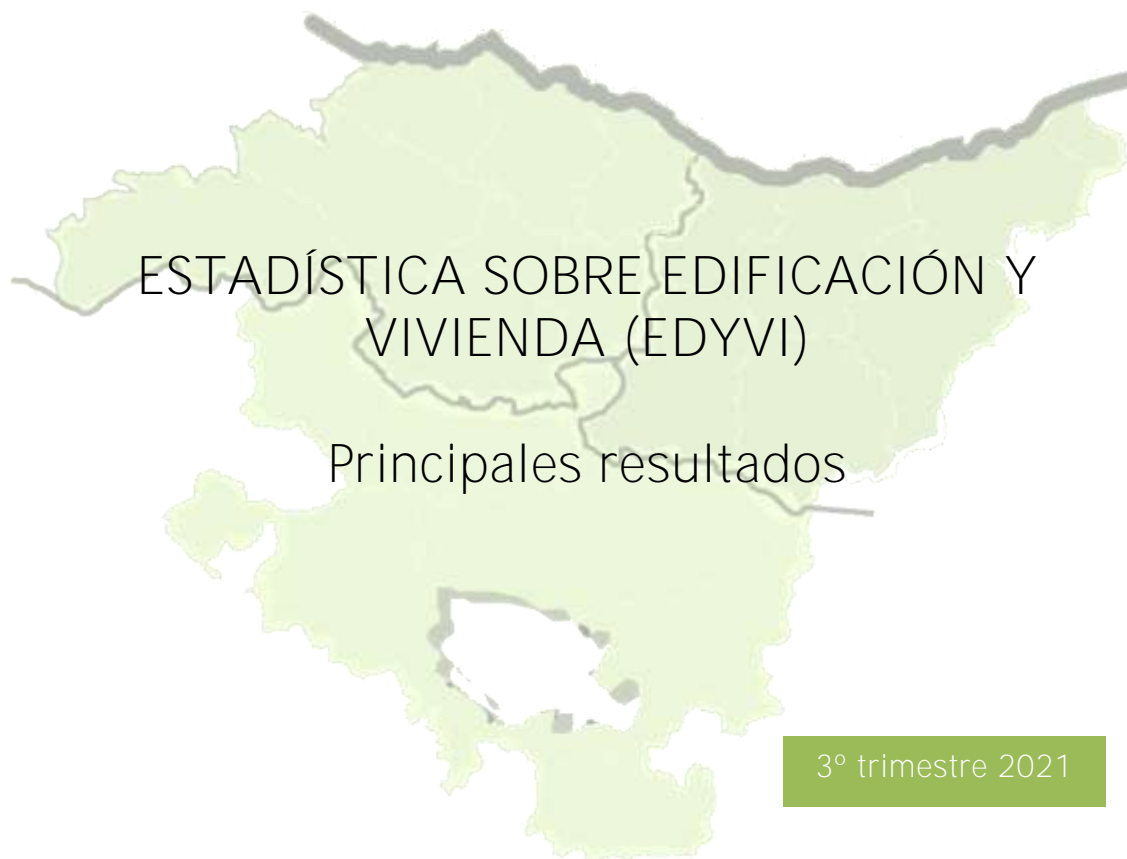 ESTADÍSTICA SOBRE EDIFICACIÓN Y
VIVIENDA (EDYVI)
Principales resultados
3º trimestre 2021